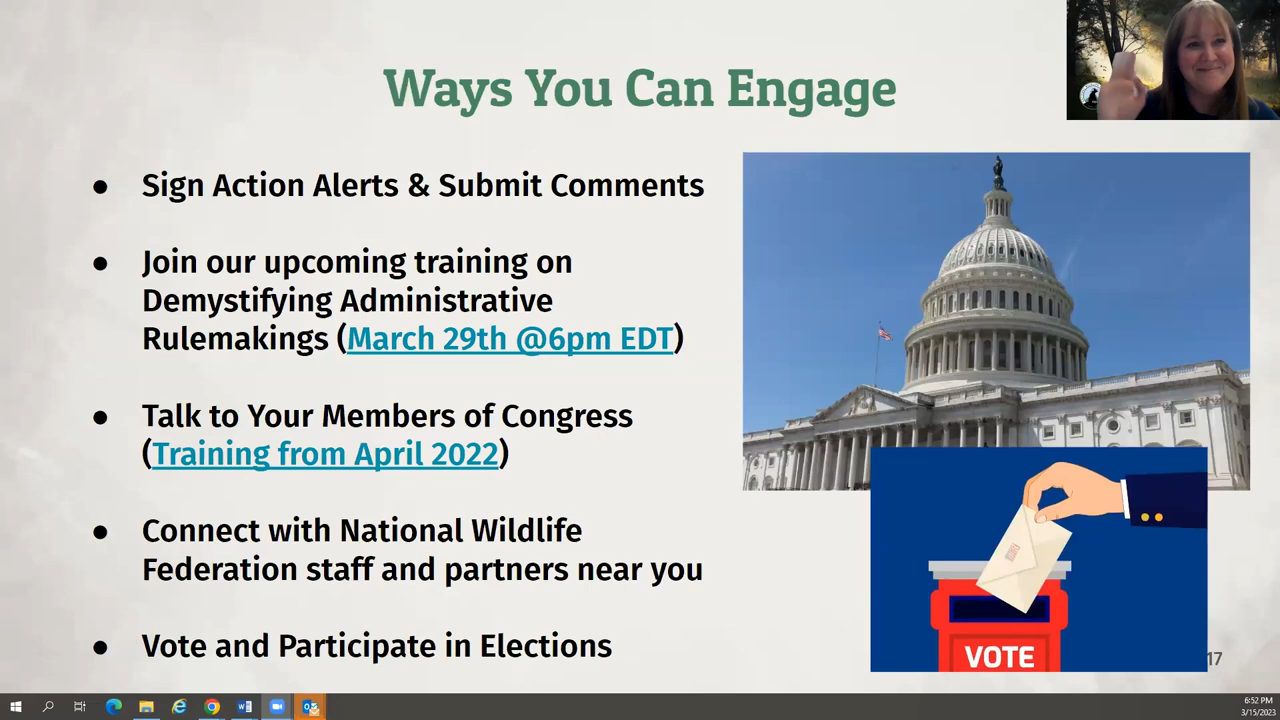 Ways You Can Engage
● Sign Action Alerts & Submit Comments
● Join our upcoming training on
Demystifying Administrative
Rulemakings (March 29th @6pm EDT)
● Talk to Your Members of Congress
(Training from April 2022)
● Connect with National Wildlife
Federation staff and partners near you
● Vote and Participate in Elections
VOTE
17
6:52 PM
3/15/2023